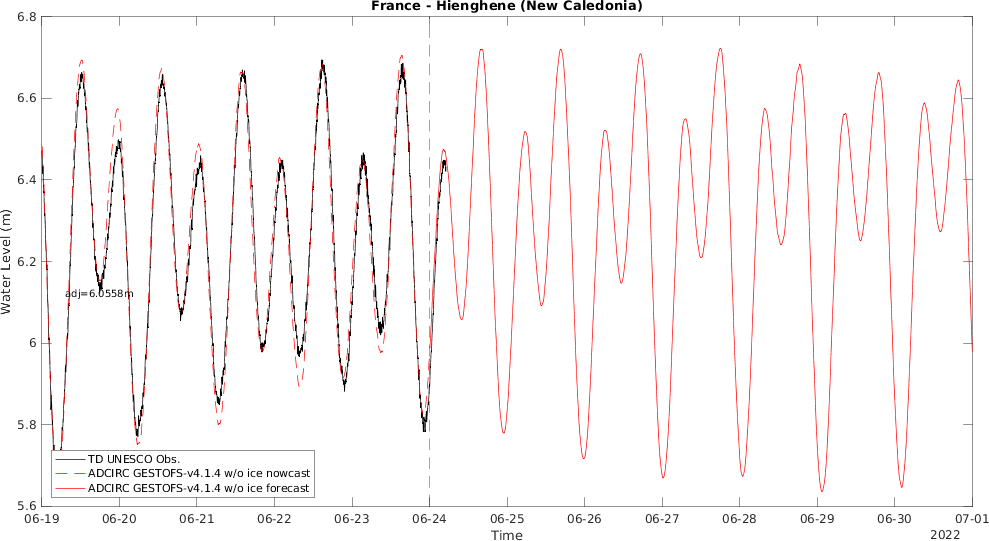 France - Hienghene (New Caledonia)
6.8
6.6
6.4
6.2
6
5.8
5.6
Water Level (m)
adj=6.0558m
TD UNESCO Obs.
ADCIRC GESTOFS-v4.1.4 w/o ice nowcast
ADCIRC GESTOFS-v4.1.4 w/o ice forecast
06-19 06-20 06-21 06-22 06-23 06-24 06-25 06-26 06-27 06-28 06-29 06-30 07-01
Time
2022